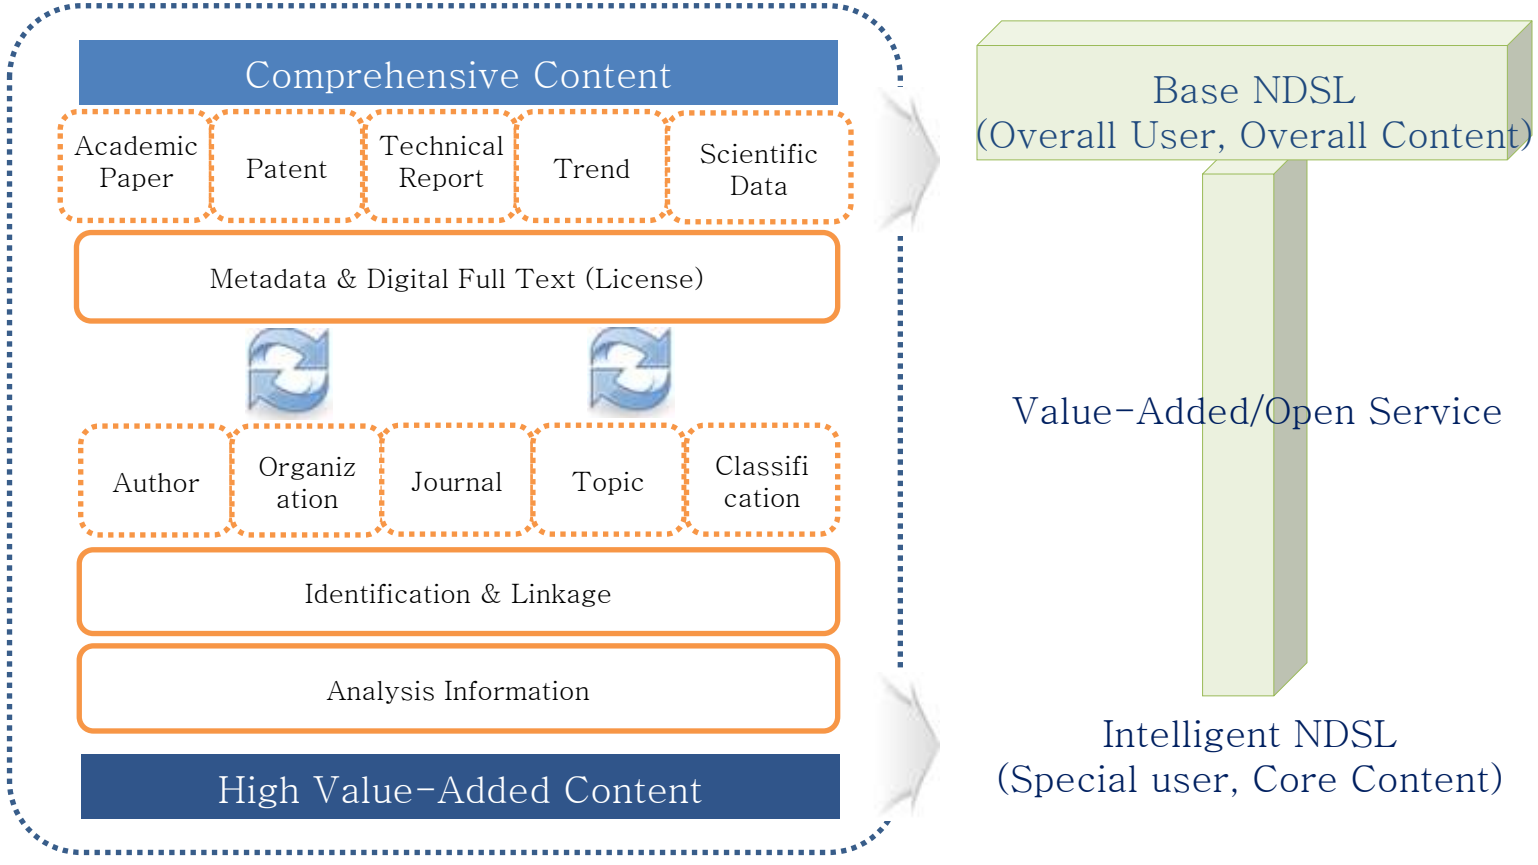 Comprehensive Content
Academic
Paper
Patent
Technical
Report
Trend
Scientific
Data
Metadata & Digital Full Text (License)
Author
Organiz
ation
Journal
Topic
Classifi
cation
Identification & Linkage
Analysis Information
High Value-Added Content
Base NDSL
(Overall User, Overall Content)
Value-Added/Open Service
Intelligent NDSL
(Special user, Core Content)